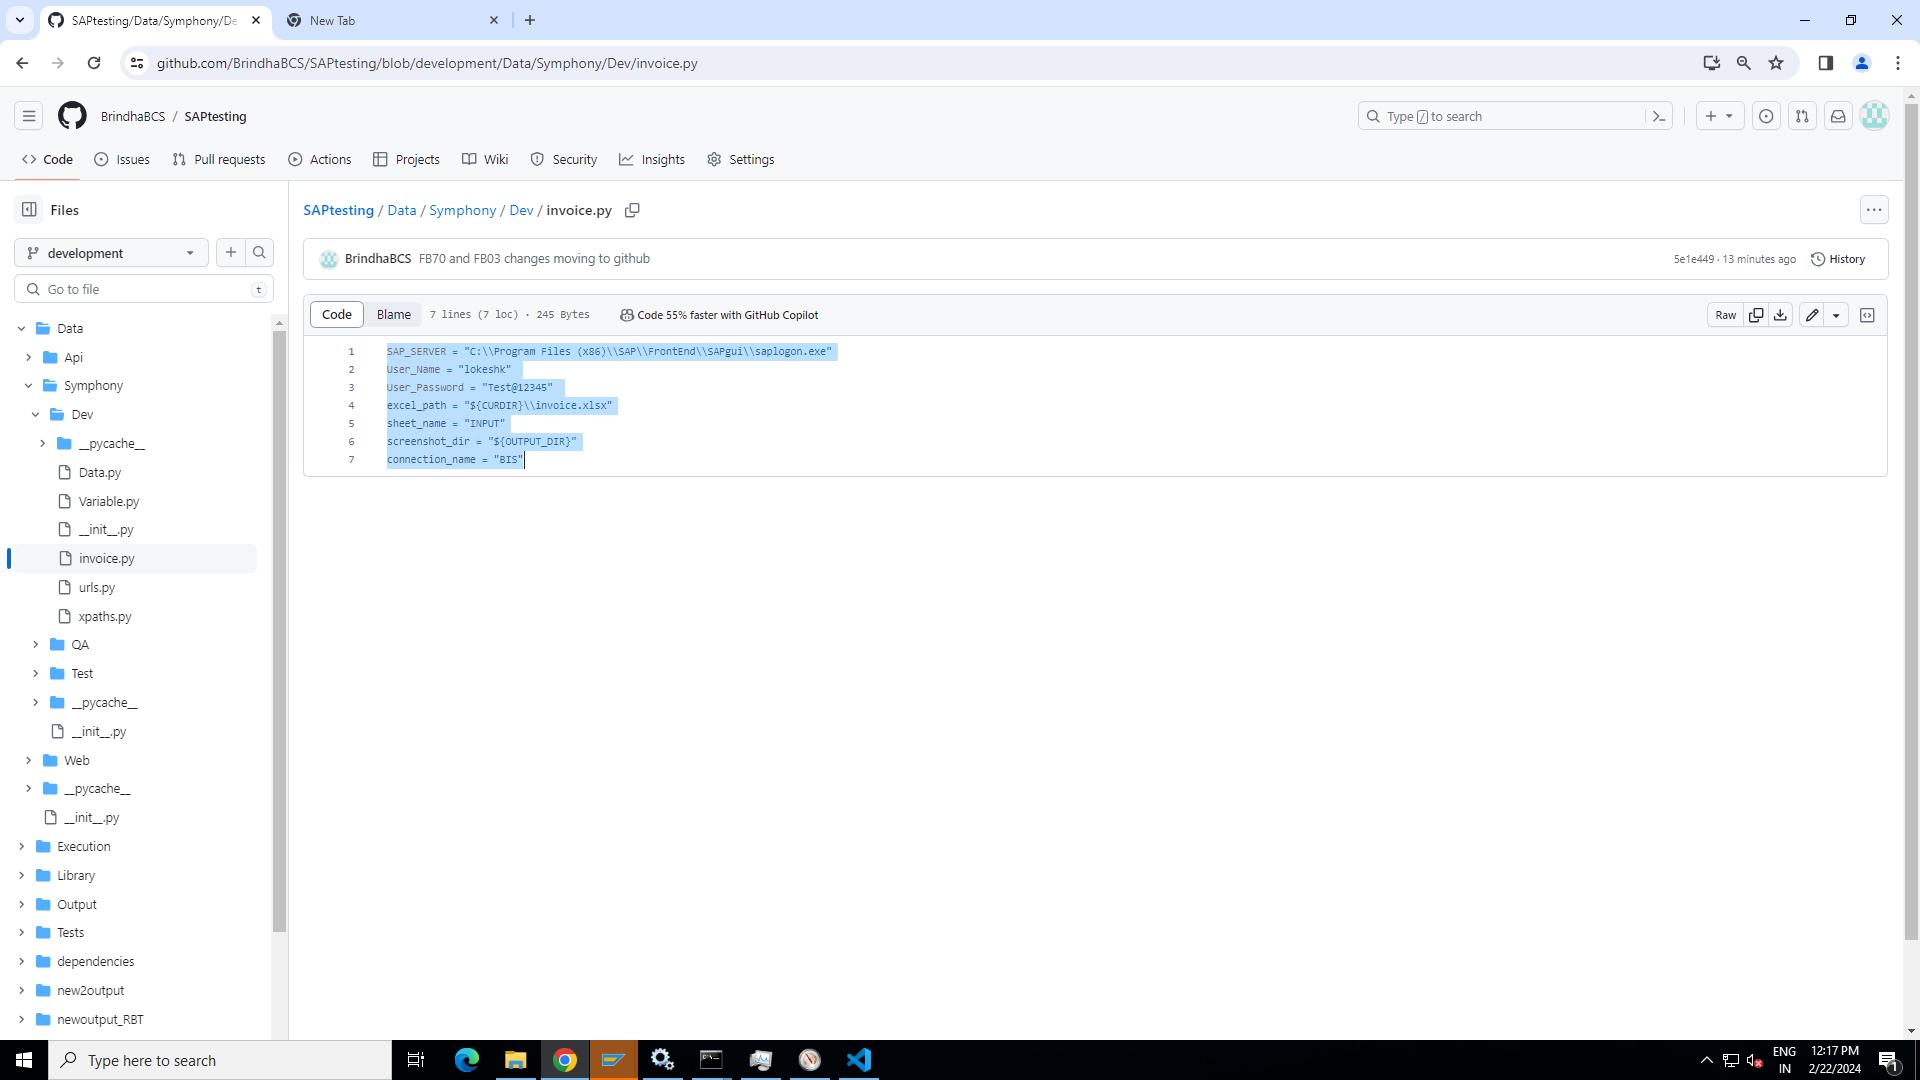 SAPtesting/Data/Symphony/De
New Tab
github.com/BrindhaBCS/SAPtesting/blob/development/Data/Symphony/Dev/invoice.py
BrindhaBCS / SAPtesting
Type / to search
Code
Issues
Pull requests
Actions
Projects
Wiki
Security
Insights
Settings
Files
SAPtesting / Data / Symphony / Dev / invoice.py
development
BrindhaBCS FB70 and FB03 changes moving to github
5e1e449 · 13 minutes ago
History
Go to file
t
Code
Blame
7 lines (7 loc) · 245 Bytes
Code 55% faster with GitHub Copilot
Raw
1 SAP_SERVER = "C:\\Program Files (x86)\\SAP\\FrontEnd\\SAPgui\\saplogon.exe"
2 User_Name = "lokeshk"
3 User_Password = "Test@12345"
4 excel_path = "${CURDIR}\\invoice.xlsx"
5 sheet_name = "INPUT"
6 screenshot_dir = "${OUTPUT_DIR}"
7 connection_name = "BIS"
Data
Api
Symphony
Dev
__pycache__
Data.py
Variable.py
__init__.py
invoice.py
urls.py
xpaths.py
QA
Test
__pycache__
__init__.py
Web
__pycache__
__init__.py
Execution
Library
Output
Tests
dependencies
new2output
newoutput_RBT
Type here to search
ENG
IN
12:17 PM
2/22/2024
1